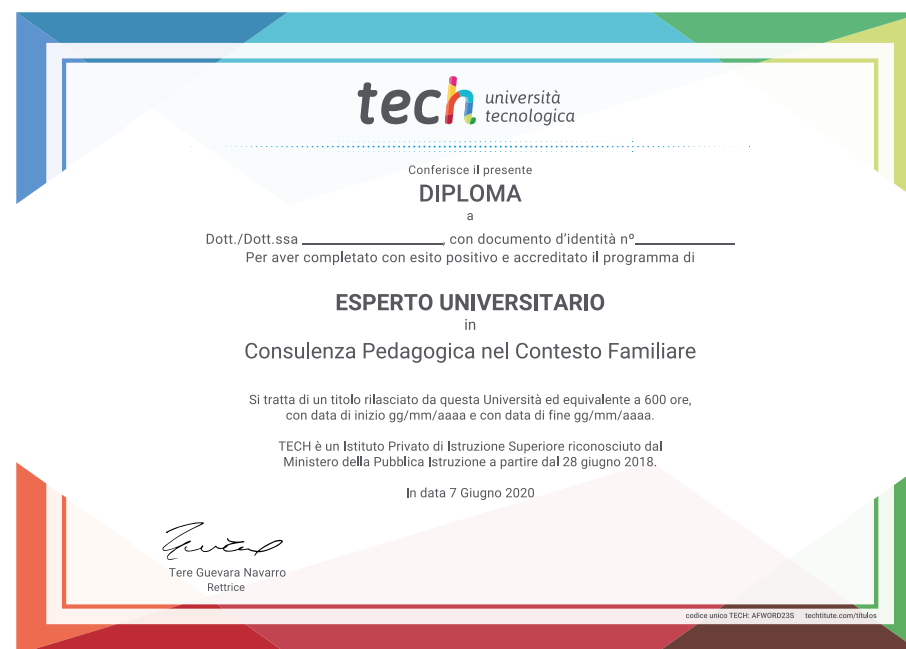 tech università
tecnologica
Conferisce il presente
DIPLOMA
a
Dott./Dott.ssa ____________________, con documento d'identità nº______________
Per aver completato con esito positivo e accreditato il programma di
ESPERTO UNIVERSITARIO
in
Consulenza Pedagogica nel Contesto Familiare
Si tratta di un titolo rilasciato da questa Università ed equivalente a 600 ore,
con data di inizio gg/mm/aaaa e con data di fine gg/mm/aaaa.
TECH è un Istituto Privato di Istruzione Superiore riconosciuto dal
Ministero della Pubblica Istruzione a partire dal 28 giugno 2018.
In data 7 Giugno 2020
Tere Guevara Navarro
Rettrice
codice unico TECH: AFWORD23S techtitute.com/titulos